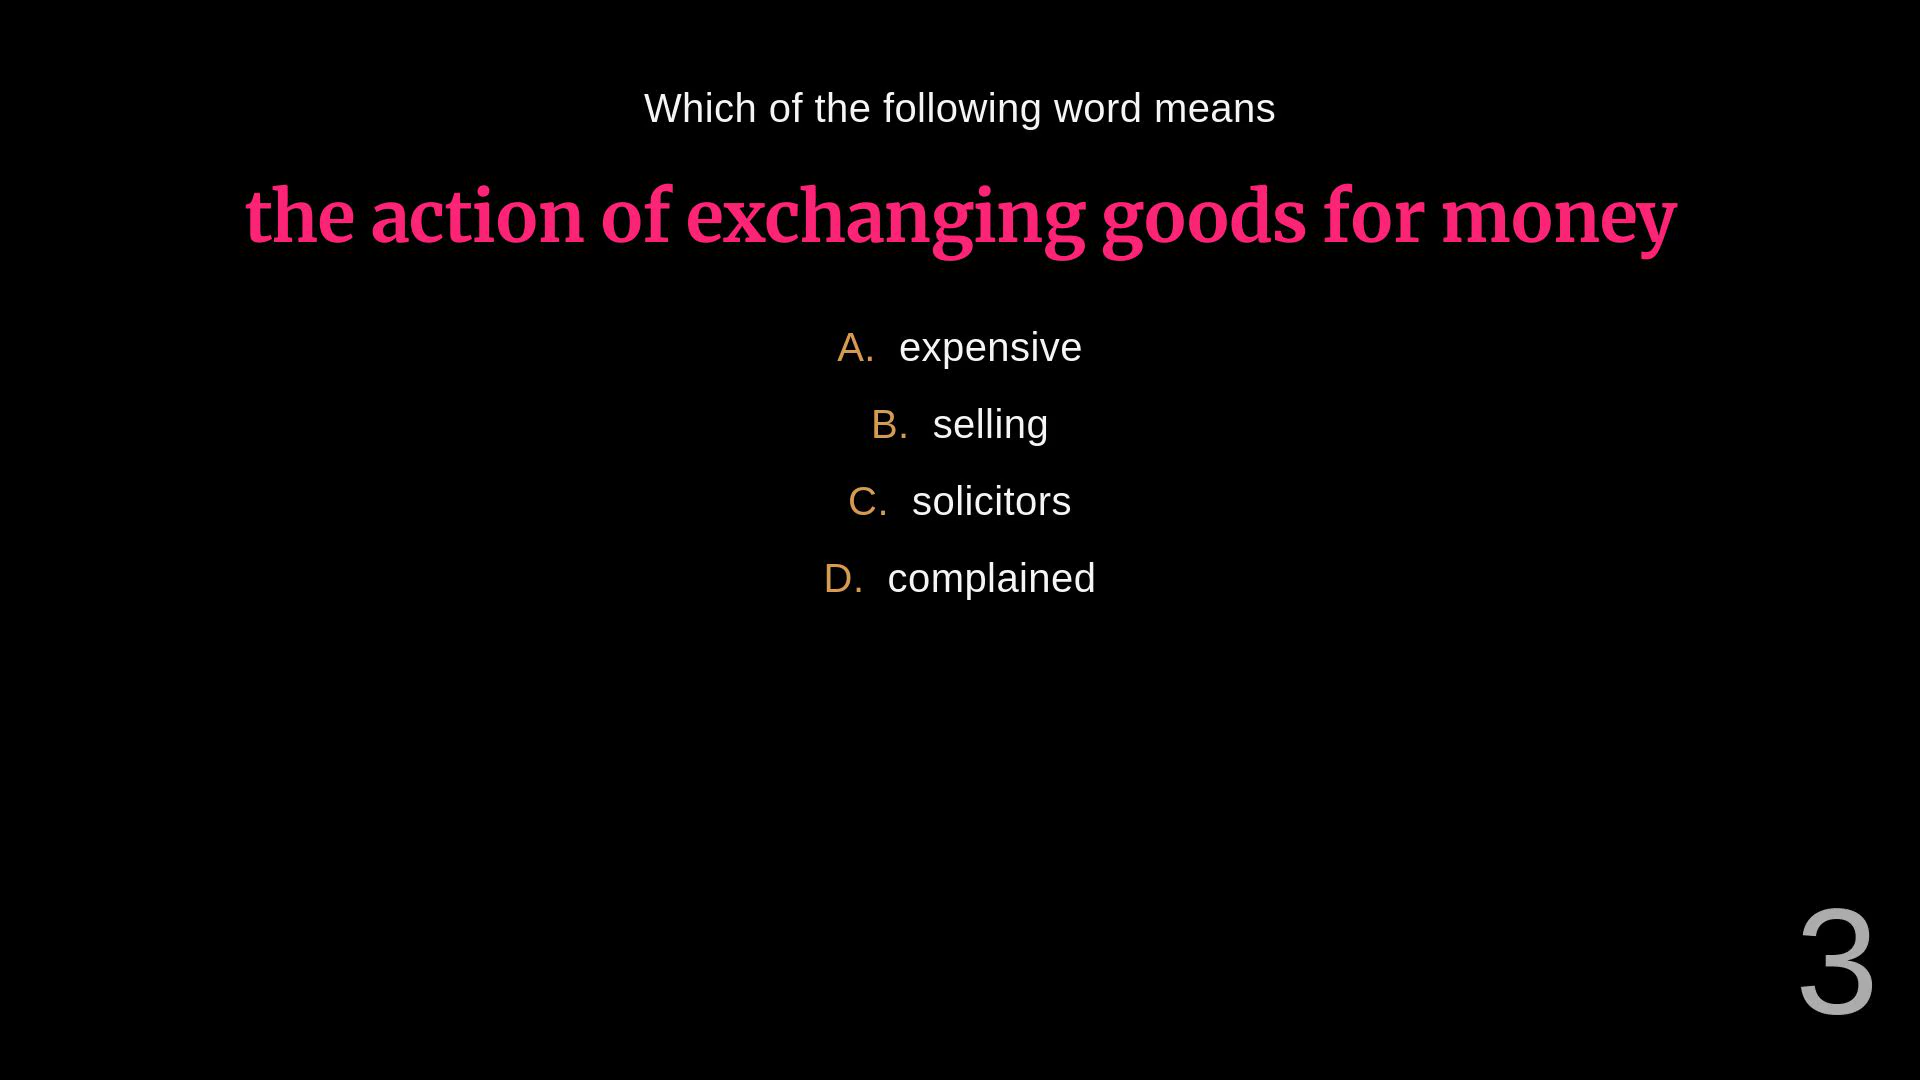 Which of the following word means
the action of exchanging goods for money
A. expensive
B. selling
C. solicitors
D. complained
3